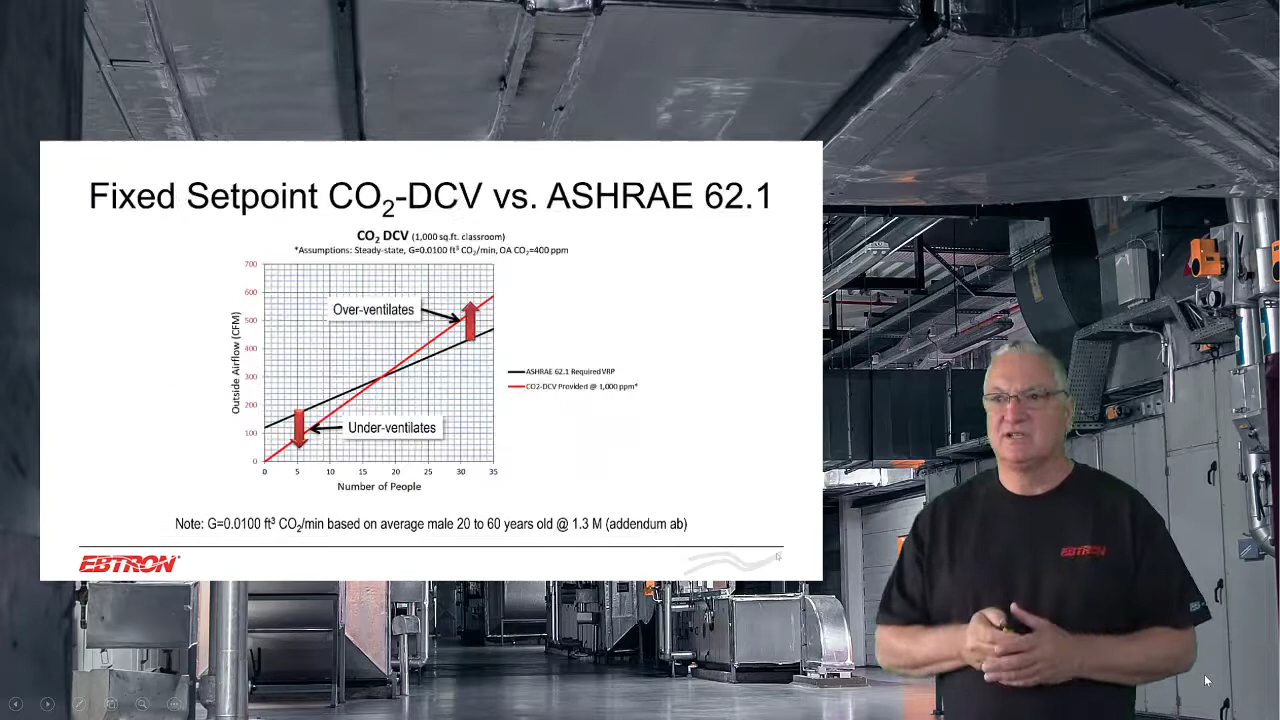 Fixed Setpoint CO₂-DCV vs. ASHRAE 62.1
CO₂ DCV (1,000 sq.ft. classroom)
*Assumptions: Steady-state, G=0.0100 ft³ CO₂/min, OA CO₂=400 ppm
700
600
500
400
300
200
100
0
Outside Airflow (CFM)
Over-ventilates
Under-ventilates
0 5 10 15 20 25 30 35
Number of People
ASHRAE 62.1 Required VRP
CO2-DCV Provided @ 1,000 ppm*
Note: G=0.0100 ft³ CO₂/min based on average male 20 to 60 years old @ 1.3 M (addendum ab)
EBTRON
EBTRON